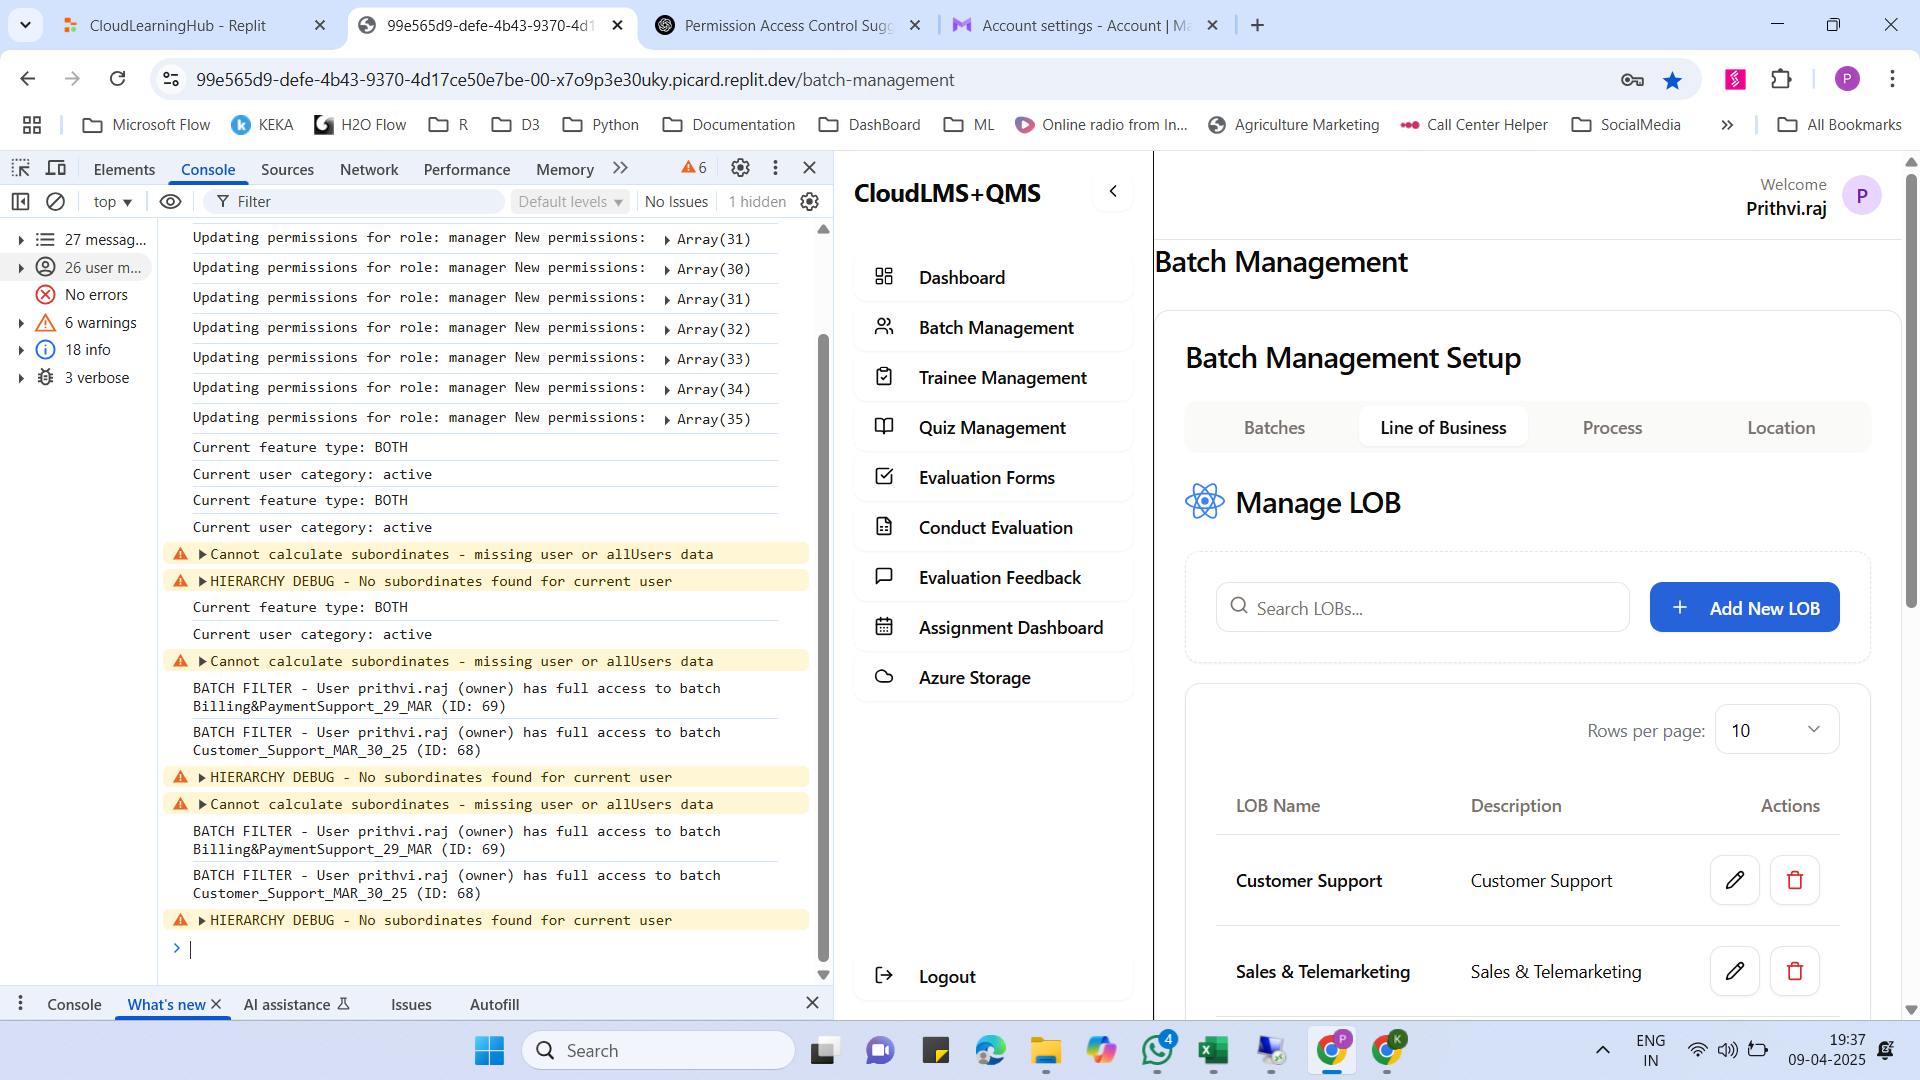 CloudLearningHub - Replit
99e565d9-defe-4b43-9370-4d1
Permission Access Control Sugg
Account settings - Account | Ma
99e565d9-defe-4b43-9370-4d17ce50e7be-00-x7o9p3e30uky.picard.replit.dev/batch-management
P
Microsoft Flow
KEKA
H2O Flow
R
D3
Python
Documentation
DashBoard
ML
Online radio from In...
Agriculture Marketing
Call Center Helper
SocialMedia
All Bookmarks
Elements
Console
Sources
Network
Performance
Memory
6
top
Filter
Default levels
No Issues
1 hidden
27 messag...
26 user m...
No errors
6 warnings
18 info
3 verbose
Updating permissions for role: manager New permissions: Array(31)
Updating permissions for role: manager New permissions: Array(30)
Updating permissions for role: manager New permissions: Array(31)
Updating permissions for role: manager New permissions: Array(32)
Updating permissions for role: manager New permissions: Array(33)
Updating permissions for role: manager New permissions: Array(34)
Updating permissions for role: manager New permissions: Array(35)
Current feature type: BOTH
Current user category: active
Current feature type: BOTH
Current user category: active
Cannot calculate subordinates - missing user or allUsers data
HIERARCHY DEBUG - No subordinates found for current user
Current feature type: BOTH
Current user category: active
Cannot calculate subordinates - missing user or allUsers data
BATCH FILTER - User prithvi.raj (owner) has full access to batch
Billing&PaymentSupport_29_MAR (ID: 69)
BATCH FILTER - User prithvi.raj (owner) has full access to batch
Customer_Support_MAR_30_25 (ID: 68)
HIERARCHY DEBUG - No subordinates found for current user
Cannot calculate subordinates - missing user or allUsers data
BATCH FILTER - User prithvi.raj (owner) has full access to batch
Billing&PaymentSupport_29_MAR (ID: 69)
BATCH FILTER - User prithvi.raj (owner) has full access to batch
Customer_Support_MAR_30_25 (ID: 68)
HIERARCHY DEBUG - No subordinates found for current user
Console
What's new
AI assistance
Issues
Autofill
CloudLMS+QMS
Dashboard
Batch Management
Trainee Management
Quiz Management
Evaluation Forms
Conduct Evaluation
Evaluation Feedback
Assignment Dashboard
Azure Storage
Logout
Welcome
Prithvi.raj
P
Batch Management
Batch Management Setup
Batches
Line of Business
Process
Location
Manage LOB
Search LOBs...
Add New LOB
Rows per page:
10
LOB Name
Description
Actions
Customer Support
Customer Support
Sales & Telemarketing
Sales & Telemarketing
Search
4
P
K
ENG
IN
19:37
09-04-2025